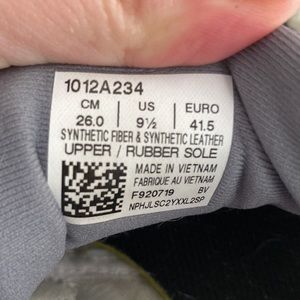 1012A234
CM US EURO
26.0 9½ 41.5
SYNTHETIC FIBER & SYNTHETIC LEATHER
UPPER / RUBBER SOLE
MADE IN VIETNAM
FABRIQUE AU VIETNAM
F920719 BV
NPHJLSC2YXXL2SP